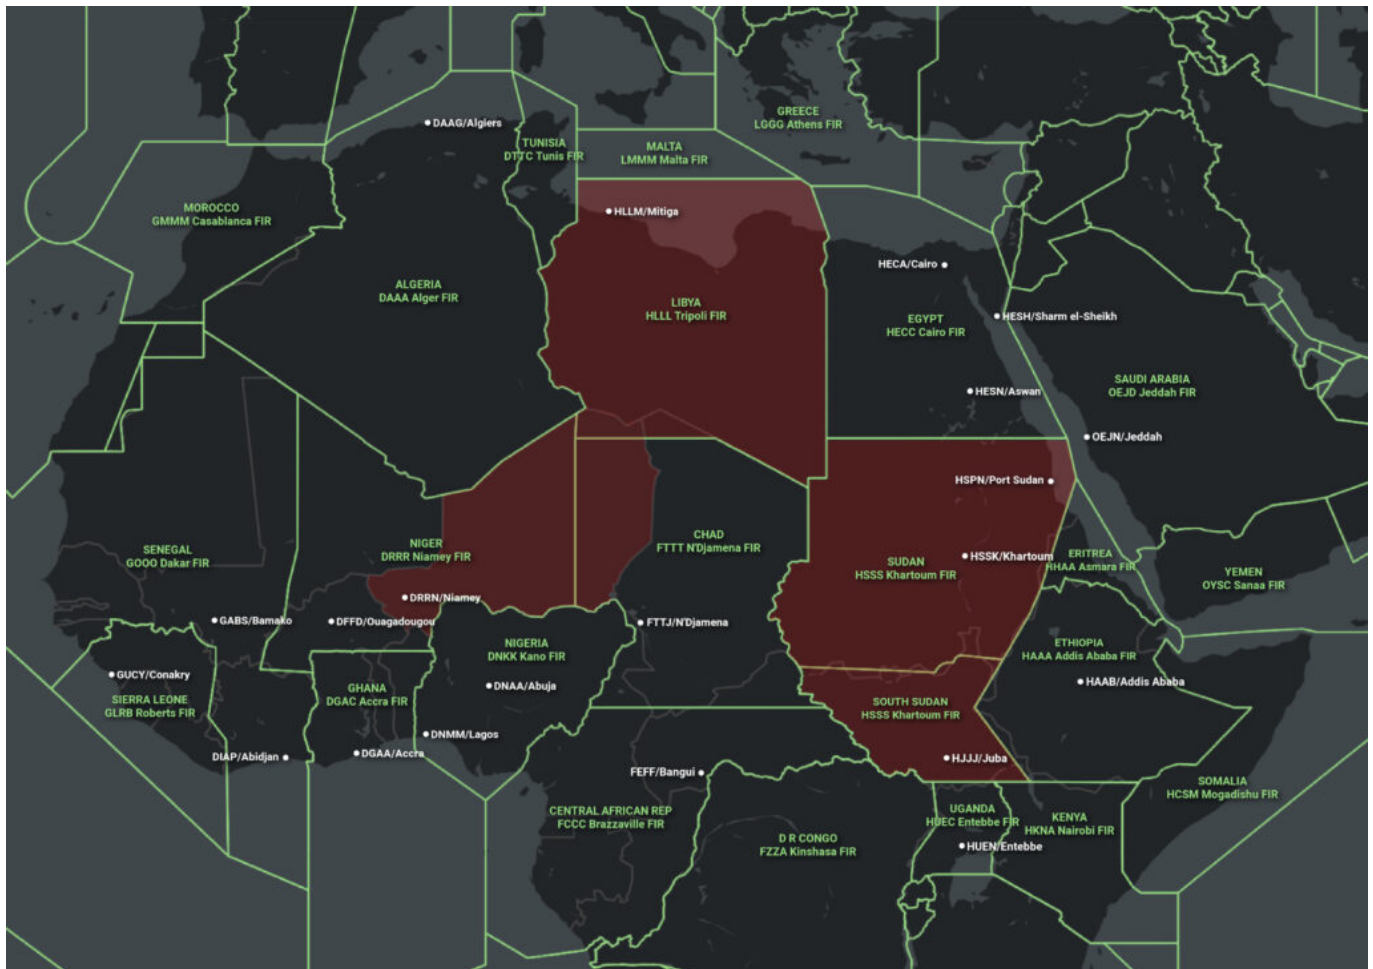 GREECE
LGGG Athens FIR
DAAG/Algiers
TUNISIA
DTTC Tunis FIR
MALTA
LMMM Malta FIR
MOROCCO
GMMM Casablanca FIR
HLLM/Mitiga
HECA/Cairo
ALGERIA
DAAA Alger FIR
LIBYA
HLLL Tripoli FIR
EGYPT
HECC Cairo FIR
HESH/Sharm el-Sheikh
SAUDI ARABIA
OEJD Jeddah FIR
HESN/Aswan
OEJN/Jeddah
HSPN/Port Sudan
SENEGAL
GOOO Dakar FIR
NIGER
DRRR Niamey FIR
CHAD
FTTT N'Djamena FIR
SUDAN
HSSS Khartoum FIR
HSSK/Khartoum
ERITREA
HHAA Asmara FIR
YEMEN
OYSC Sanaa FIR
DRRN/Niamey
GABS/Bamako
DFFD/Ouagadougou
FTTJ/N'Djamena
NIGERIA
DNKK Kano FIR
ETHIOPIA
HAAA Addis Ababa FIR
GUCY/Conakry
DNAA/Abuja
HAAB/Addis Ababa
SIERRA LEONE
GLRB Roberts FIR
GHANA
DGAC Accra FIR
SOUTH SUDAN
HSSS Khartoum FIR
DNMM/Lagos
DIAP/Abidjan
DGAA/Accra
HJJJ/Juba
FEFF/Bangui
SOMALIA
HCSM Mogadishu FIR
CENTRAL AFRICAN REP
FCCC Brazzaville FIR
UGANDA
HUEC Entebbe FIR
KENYA
HKNA Nairobi FIR
D R CONGO
FZZA Kinshasa FIR
HUEN/Entebbe